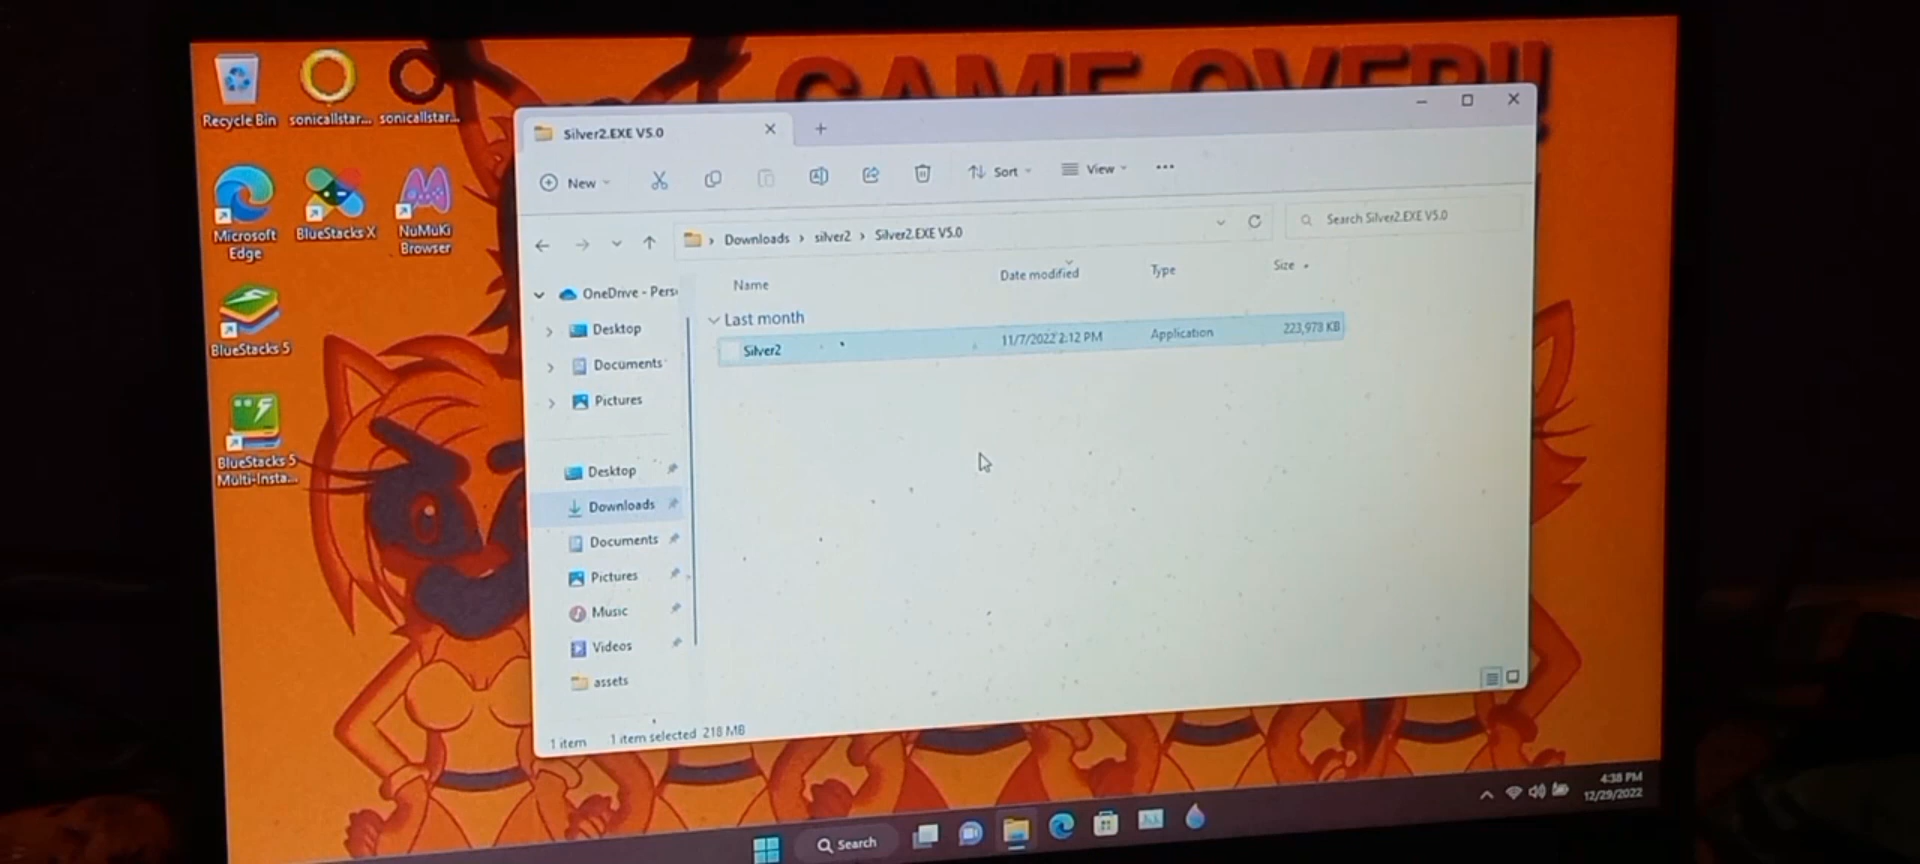 GAME OVER!!
Recycle Bin
sonicallstar...
sonicallstar...
Microsoft
Edge
BlueStacks X
NuMuKi
Browser
BlueStacks 5
BlueStacks 5
Multi-Insta...
Silver2.EXE V5.0
New
Sort
View
Downloads
silver2
Silver2.EXE V5.0
Search Silver2.EXE V5.0
Name
Date modified
Type
Size
OneDrive - Pers
Desktop
Documents
Pictures
Last month
Silver2
11/7/2022 2:12 PM
Application
223,973 KB
Desktop
Downloads
Documents
Pictures
Music
Videos
assets
1 item
1 item selected 218 MB
Search
4:38 PM
12/29/2022